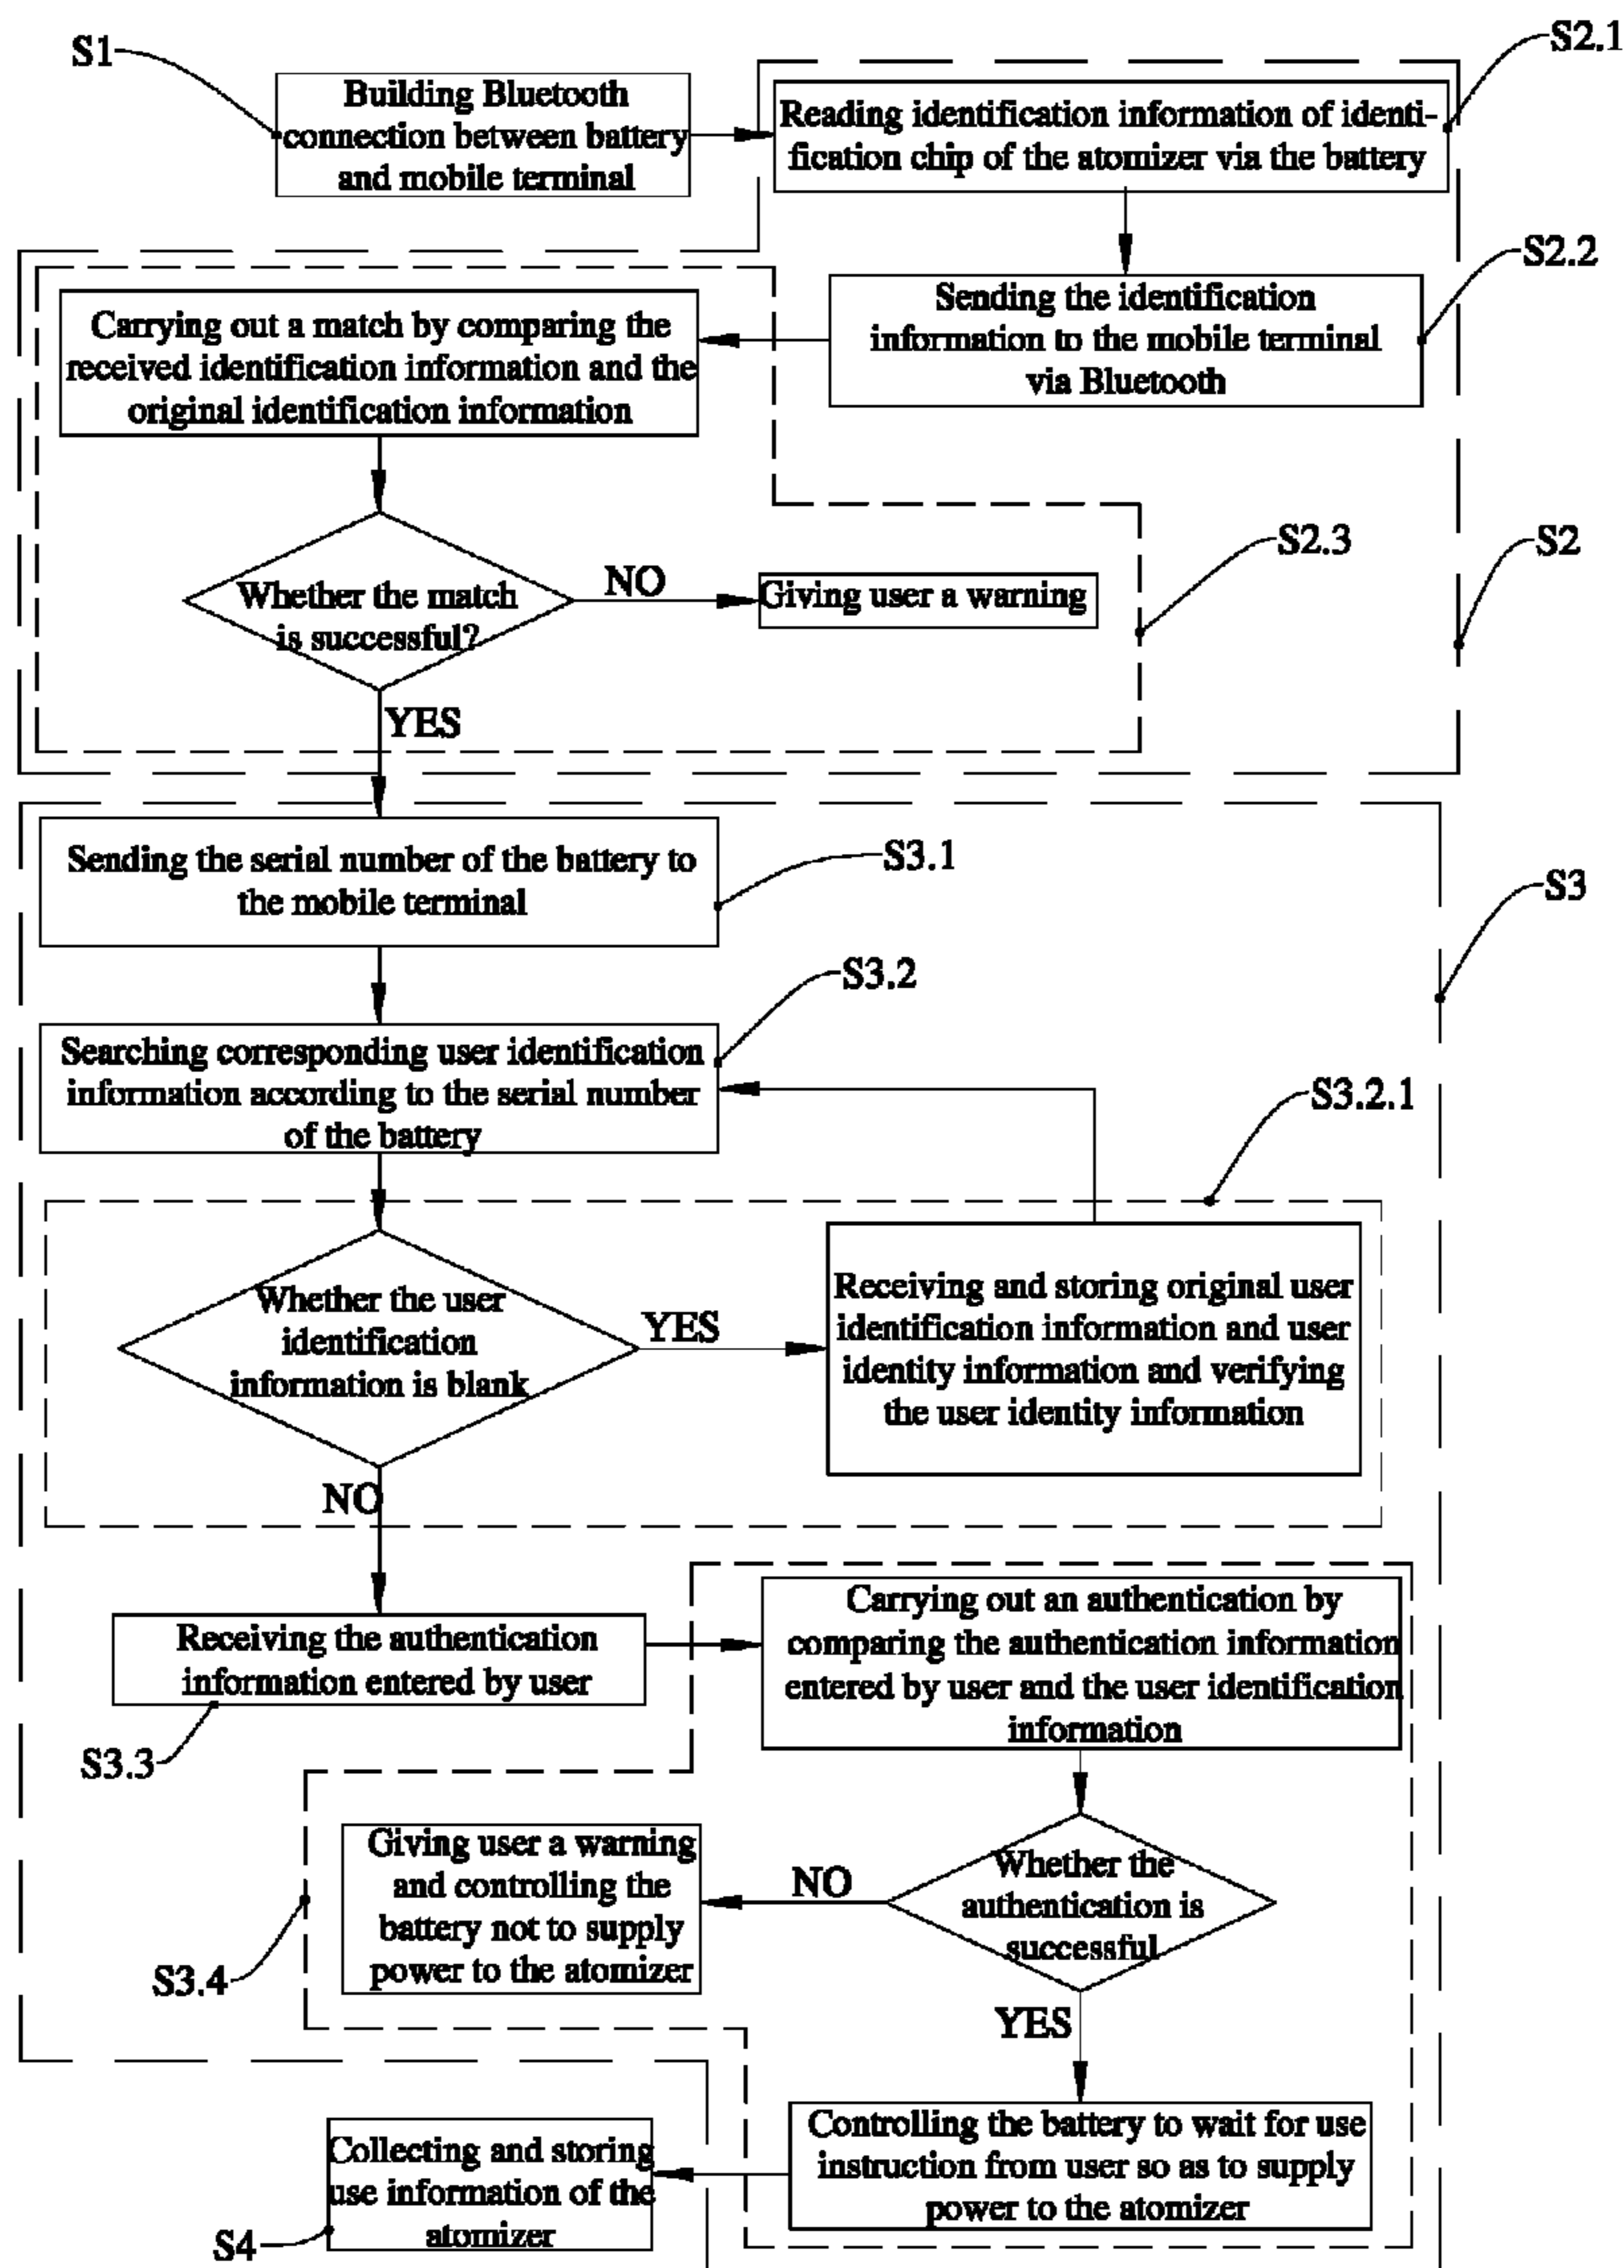 S1
Building Bluetooth
connection between battery
and mobile terminal
S2.1
Reading identification information of identi-
fication chip of the atomizer via the battery
S2.2
Sending the identification
information to the mobile terminal
via Bluetooth
Carrying out a match by comparing the
received identification information and the
original identification information
S2.3
S2
Whether the match
is successful?
NO
Giving user a warning
YES
Sending the serial number of the battery to
the mobile terminal
S3.1
S3
S3.2
Searching corresponding user identification
information according to the serial number
of the battery
S3.2.1
Whether the user
identification
information is blank
YES
Receiving and storing original user
identification information and user
identity information and verifying
the user identity information
NO
Receiving the authentication
information entered by user
S3.3
Carrying out an authentication by
comparing the authentication information
entered by user and the user identification
information
Whether the
authentication is
successful
NO
Giving user a warning
and controlling the
battery not to supply
power to the atomizer
S3.4
YES
Controlling the battery to wait for use
instruction from user so as to supply
power to the atomizer
Collecting and storing
use information of the
atomizer
S4